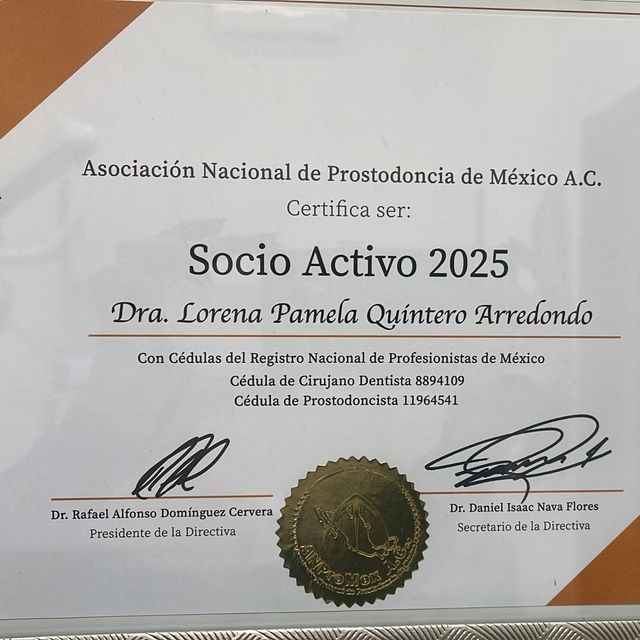 Asociación Nacional de Prostodoncia de México A.C.
Certifica ser:
Socio Activo 2025
Dra. Lorena Pamela Quintero Arredondo
Con Cédulas del Registro Nacional de Profesionistas de México
Cédula de Cirujano Dentista 8894109
Cédula de Prostodoncista 11964541
Dr. Rafael Alfonso Domínguez Cervera
Presidente de la Directiva
Dr. Daniel Isaac Nava Flores
Secretario de la Directiva
ANProMex A.C.